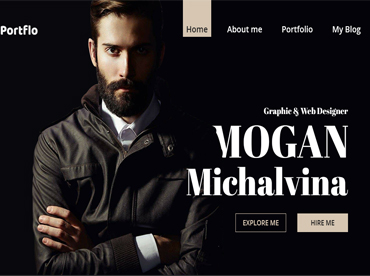 Portflo
Home
About me
Portfolio
My Blog
Graphic & Web Designer
MOGAN
Michalvina
EXPLORE ME
HIRE ME